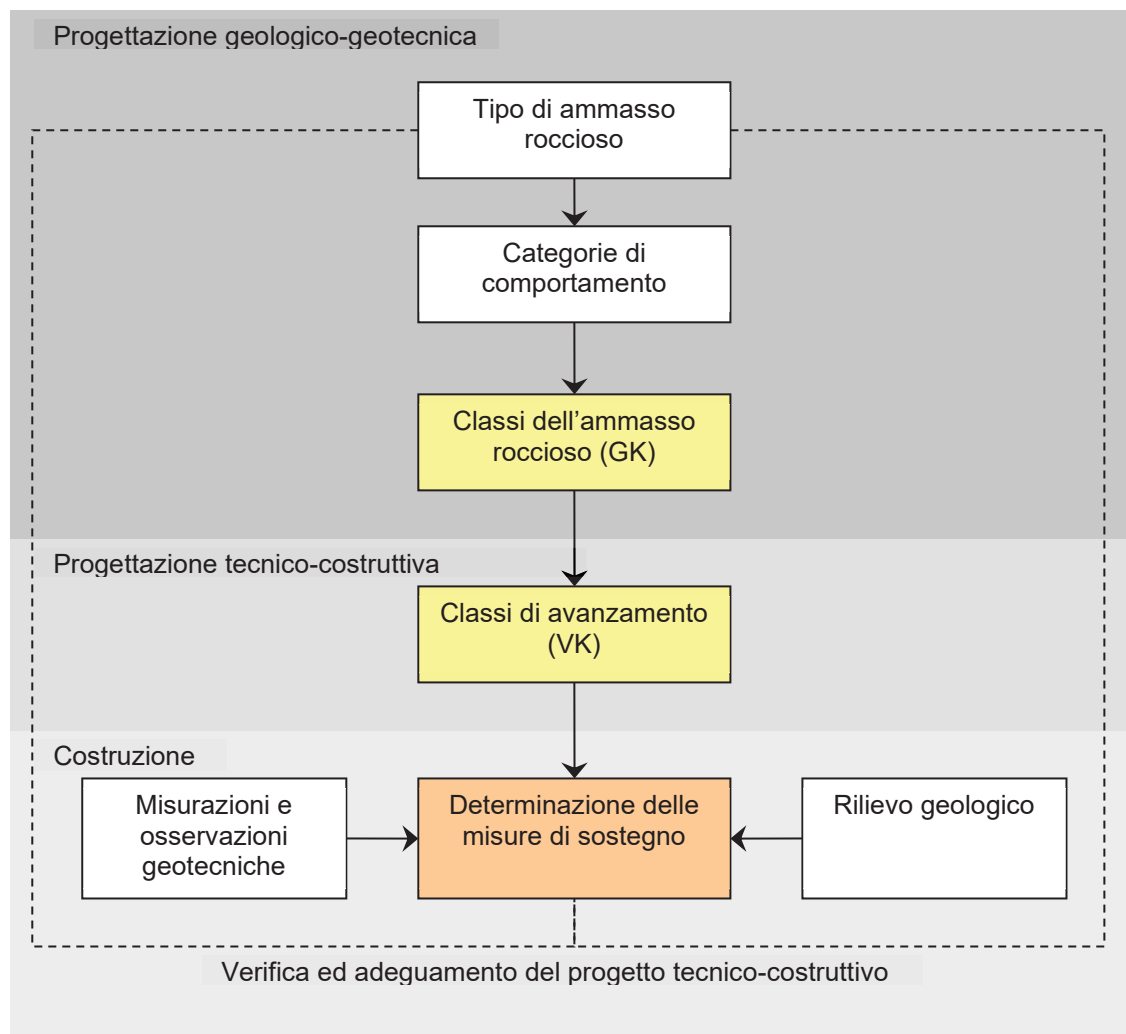 Progettazione geologico-geotecnica
Tipo di ammasso
roccioso
Categorie di
comportamento
Classi dell’ammasso
roccioso (GK)
Progettazione tecnico-costruttiva
Classi di avanzamento
(VK)
Costruzione
Misurazioni e
osservazioni
geotecniche
Determinazione delle
misure di sostegno
Rilievo geologico
Verifica ed adeguamento del progetto tecnico-costruttivo